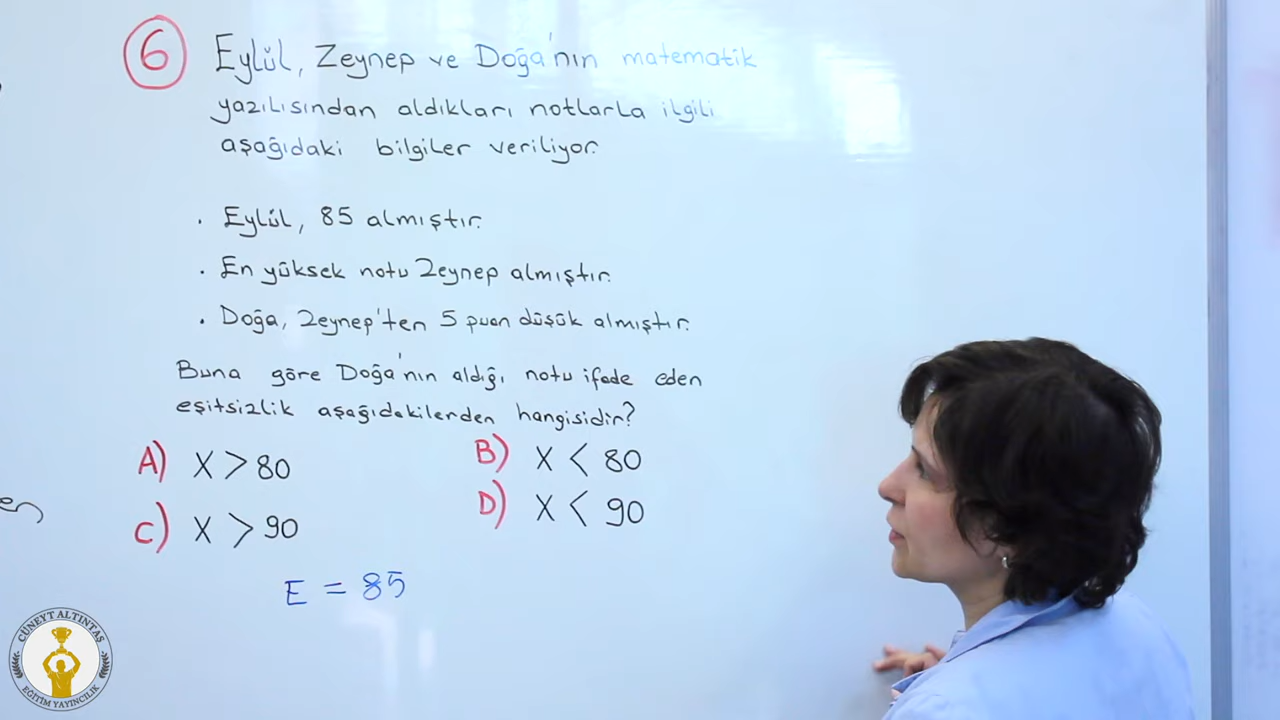 6 Eylül, Zeynep ve Doğa'nın matematik
yazılısından aldıkları notlarla ilgili
aşağıdaki bilgiler veriliyor.
. Eylül, 85 almıştır.
. En yüksek notu Zeynep almıştır.
. Doğa, Zeynep'ten 5 puan düşük almıştır.
Buna göre Doğa'nın aldığı notu ifade eden
eşitsizlik aşağıdakilerden hangisidir?
A) X > 80
B) X < 80
C) X > 90
D) X < 90
E = 85
CÜNEYT ALTINTAŞ
EĞİTİM YAYINCILIK